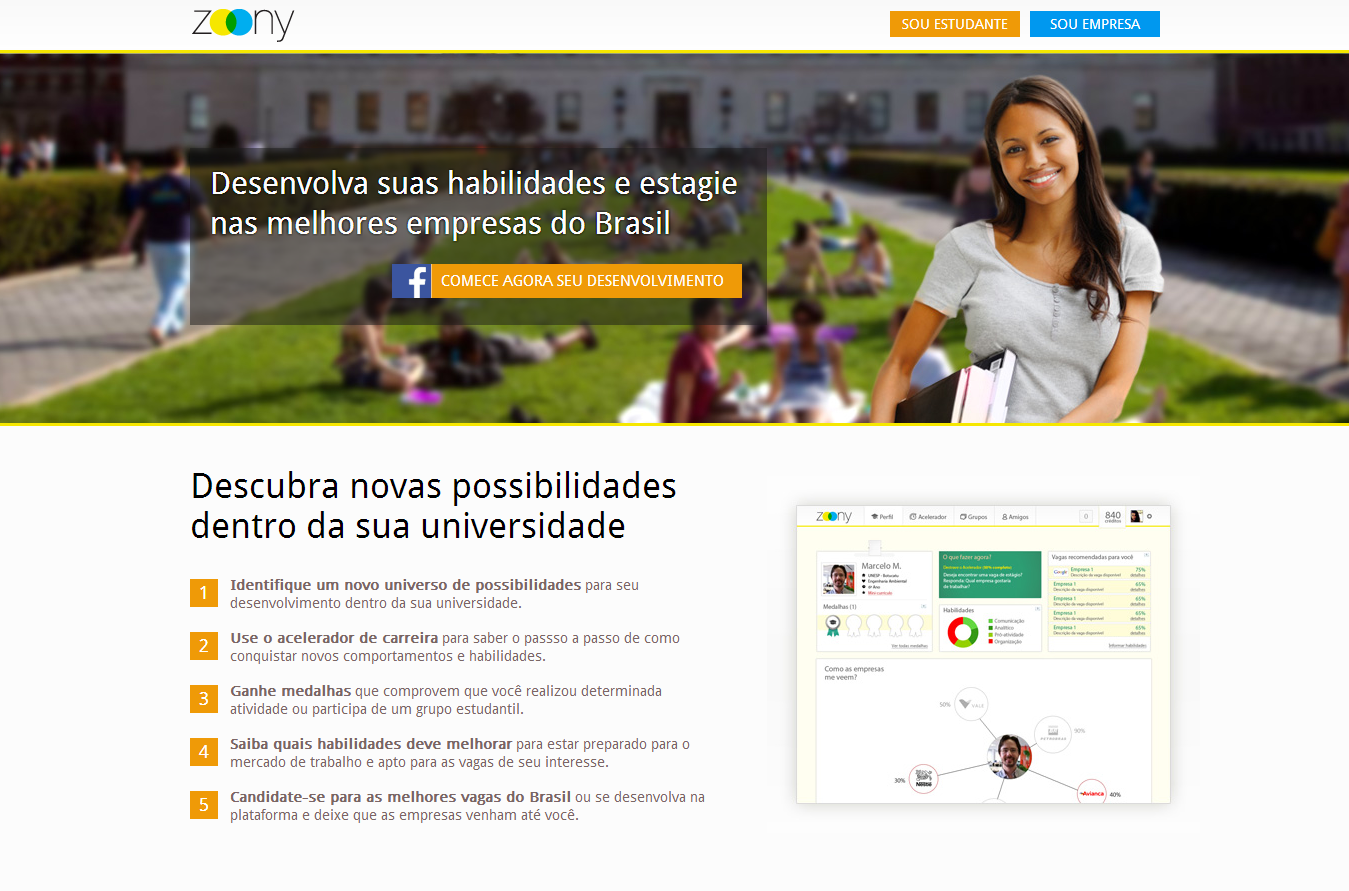 zoony
SOU ESTUDANTE
SOU EMPRESA
Desenvolva suas habilidades e estagie
nas melhores empresas do Brasil
f
COMECE AGORA SEU DESENVOLVIMENTO
Descubra novas possibilidades
dentro da sua universidade
1
Identifique um novo universo de possibilidades para seu
desenvolvimento dentro da sua universidade.
2
Use o acelerador de carreira para saber o passso a passo de como
conquistar novos comportamentos e habilidades.
3
Ganhe medalhas que comprovem que você realizou determinada
atividade ou participa de um grupo estudantil.
4
Saiba quais habilidades deve melhorar para estar preparado para o
mercado de trabalho e apto para as vagas de seu interesse.
5
Candidate-se para as melhores vagas do Brasil ou se desenvolva na
plataforma e deixe que as empresas venham até você.
zoony
Perfil
Acelerador
Grupos
Amigos
0
840
créditos
Marcelo M.
UNESP - Botucatu
Engenharia Ambiental
4º Ano
Mini currículo
Medalhas (1)
Ver todas medalhas
O que fazer agora?
Deseja encontrar uma vaga de estágio?
Responda: Qual empresa gostaria
de trabalhar?
Habilidades
Comunicação
Analítico
Pró-atividade
Organização
Vagas recomendadas para você
Google
Empresa 1
75%
Descrição da vaga disponível
detalhes
Empresa 1
65%
Descrição da vaga disponível
detalhes
Empresa 1
65%
Descrição da vaga disponível
detalhes
Empresa 1
65%
Descrição da vaga disponível
detalhes
Empresa 1
65%
Descrição da vaga disponível
detalhes
Informar habilidades
Como as empresas
me veem?
50%
VALE
PETROBRAS
90%
30%
Nestlé
Avianca
40%